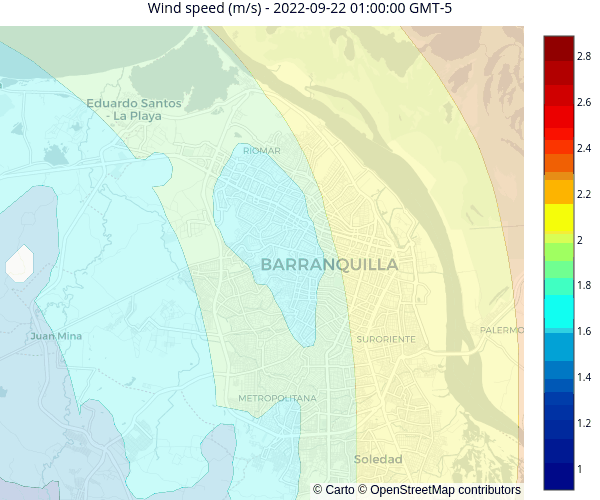 Wind speed (m/s) - 2022-09-22 01:00:00 GMT-5
2.8
2.6
2.4
2.2
2
1.8
1.6
1.4
1.2
1
Eduardo Santos
- La Playa
RIOMAR
BARRANQUILLA
Juan Mina
SURORIENTE
PALERMO
METROPOLITANA
Soledad
© Carto © OpenStreetMap contributors